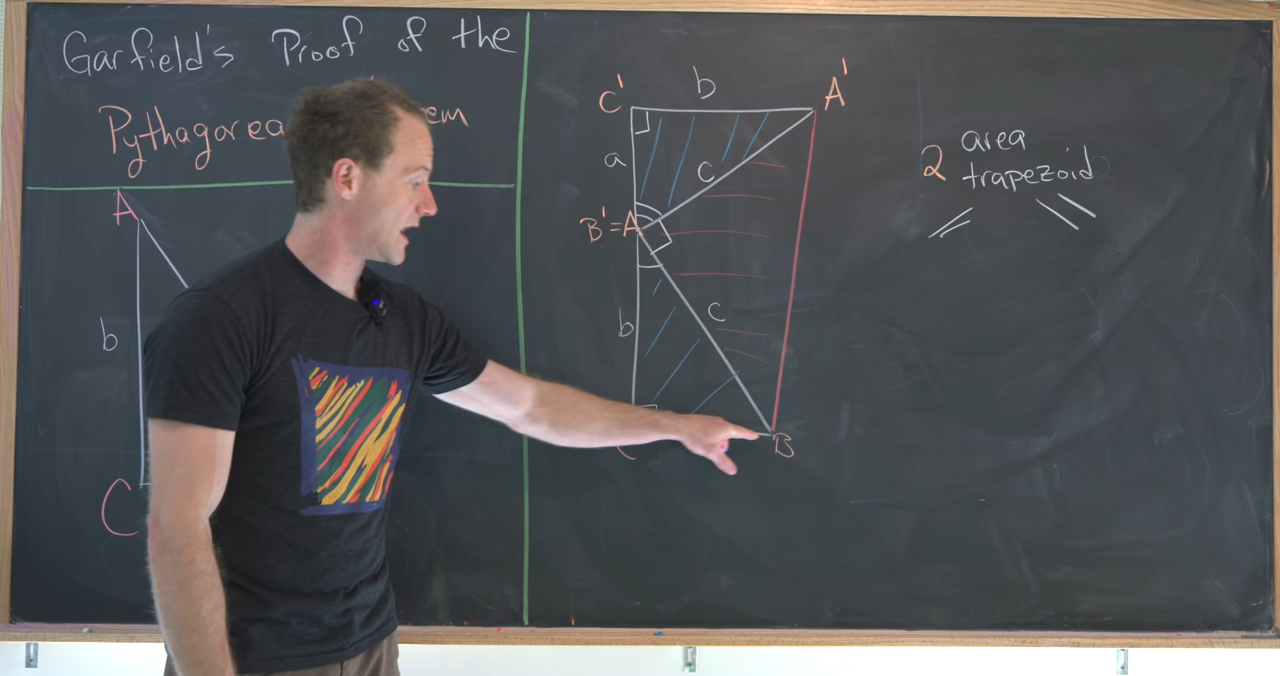 Garfield's Proof of the
Pythagorea em
A
b
C
C'
b
A'
a
c
B'=A
b
c
B
2 area
trapezoid